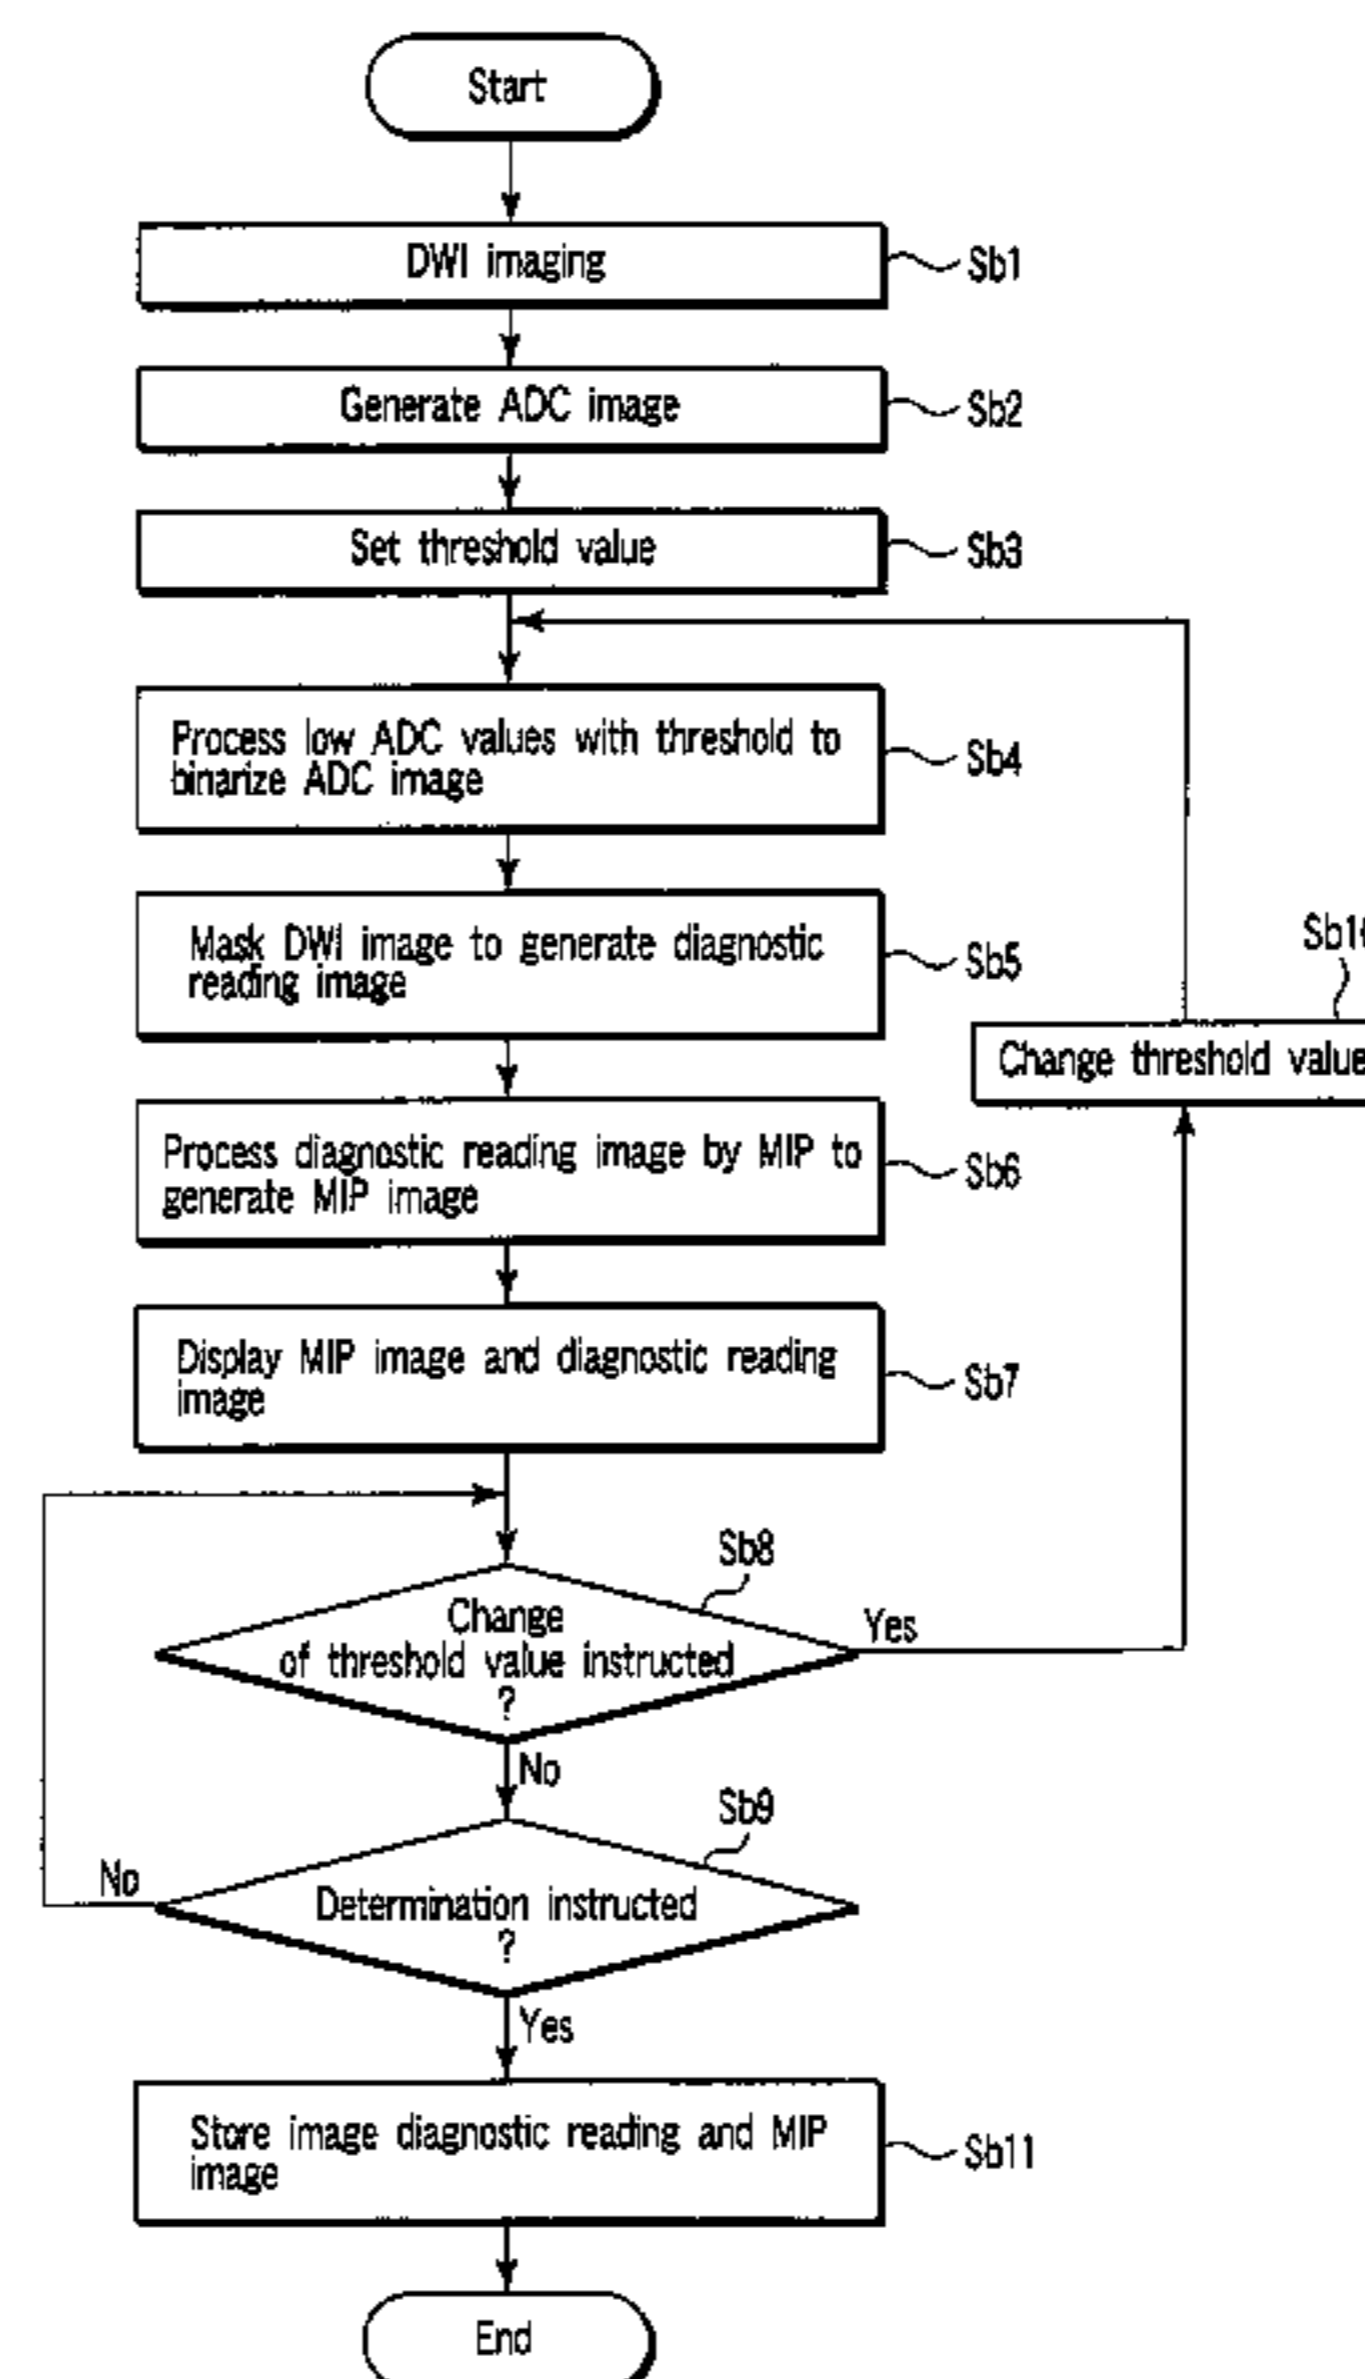 Start
DWI imaging
Sb1
Generate ADC image
Sb2
Set threshold value
Sb3
Process low ADC values with threshold to
binarize ADC image
Sb4
Mask DWI image to generate diagnostic
reading image
Sb5
Sb10
Change threshold value
Process diagnostic reading image by MIP to
generate MIP image
Sb6
Display MIP image and diagnostic reading
image
Sb7
Sb8
Change
of threshold value instructed
?
Yes
No
Sb9
No
Determination instructed
?
Yes
Store image diagnostic reading and MIP
image
Sb11
End